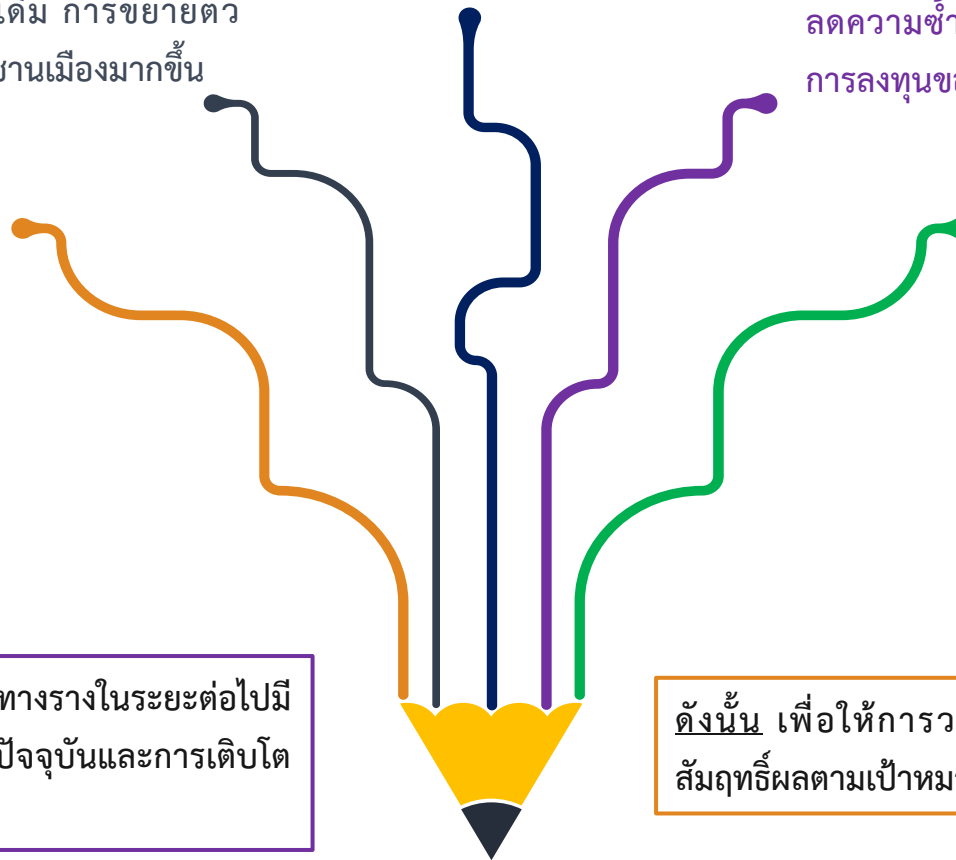 เดิม การขยายตัว
ชานเมืองมากขึ้น
ลดความซ้ำ
การลงทุนขอ
ทางรางในระยะต่อไปมี
ปัจจุบันและการเติบโต
ดังนั้น เพื่อให้การว
สัมฤทธิ์ผลตามเป้าหม